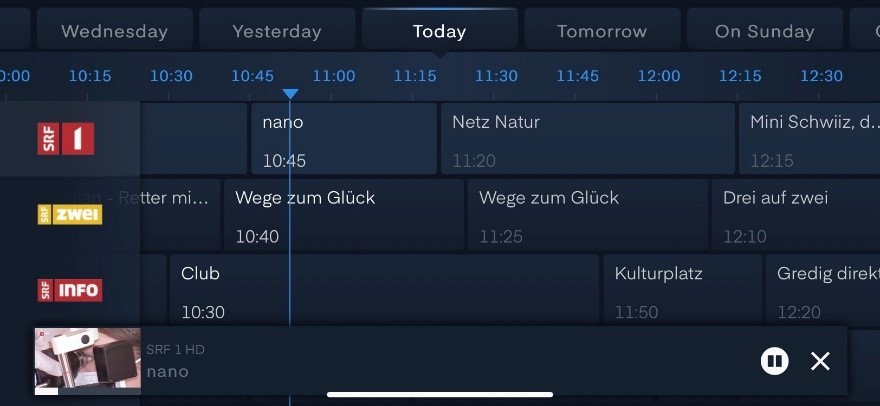 Wednesday Yesterday Today Tomorrow On Sunday
0:00 10:15 10:30 10:45 11:00 11:15 11:30 11:45 12:00 12:15 12:30
SRF 1 nano Netz Natur Mini Schwiiz, d..
10:45 11:20 12:15
SRF zwei - Retter mi... Wege zum Glück Wege zum Glück Drei auf zwei
10:40 11:25 12:10
SRF INFO Club Kulturplatz Gredig direkt
10:30 11:50 12:20
SRF 1 HD
nano